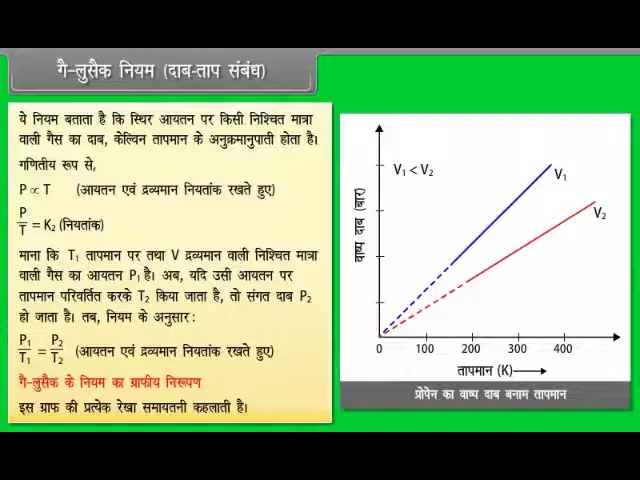 गै-लुसैक नियम (दाब-ताप संबंध)
ये नियम बताता है कि स्थिर आयतन पर किसी निश्चित मात्रा
वाली गैस का दाब, केल्विन तापमान के अनुक्रमानुपाती होता है।
गणितीय रूप से,
P ∝ T (आयतन एवं द्रव्यमान नियतांक रखते हुए)
P/T = K₂ (नियतांक)
माना कि T₁ तापमान पर तथा V द्रव्यमान वाली निश्चित मात्रा
वाली गैस का आयतन P₁ है। अब, यदि उसी आयतन पर
तापमान परिवर्तित करके T₂ किया जाता है, तो संगत दाब P₂
हो जाता है। तब, नियम के अनुसार:
P₁/T₁ = P₂/T₂ (आयतन एवं द्रव्यमान नियतांक रखते हुए)
गै-लुसैक के नियम का ग्राफीय निरूपण
इस ग्राफ की प्रत्येक रेखा समायतनी कहलाती है।
V₁ < V₂
V₁
V₂
वाष्प दाब (बार)
0 100 200 300 400
तापमान (K)
प्रोपेन का वाष्प दाब बनाम तापमान